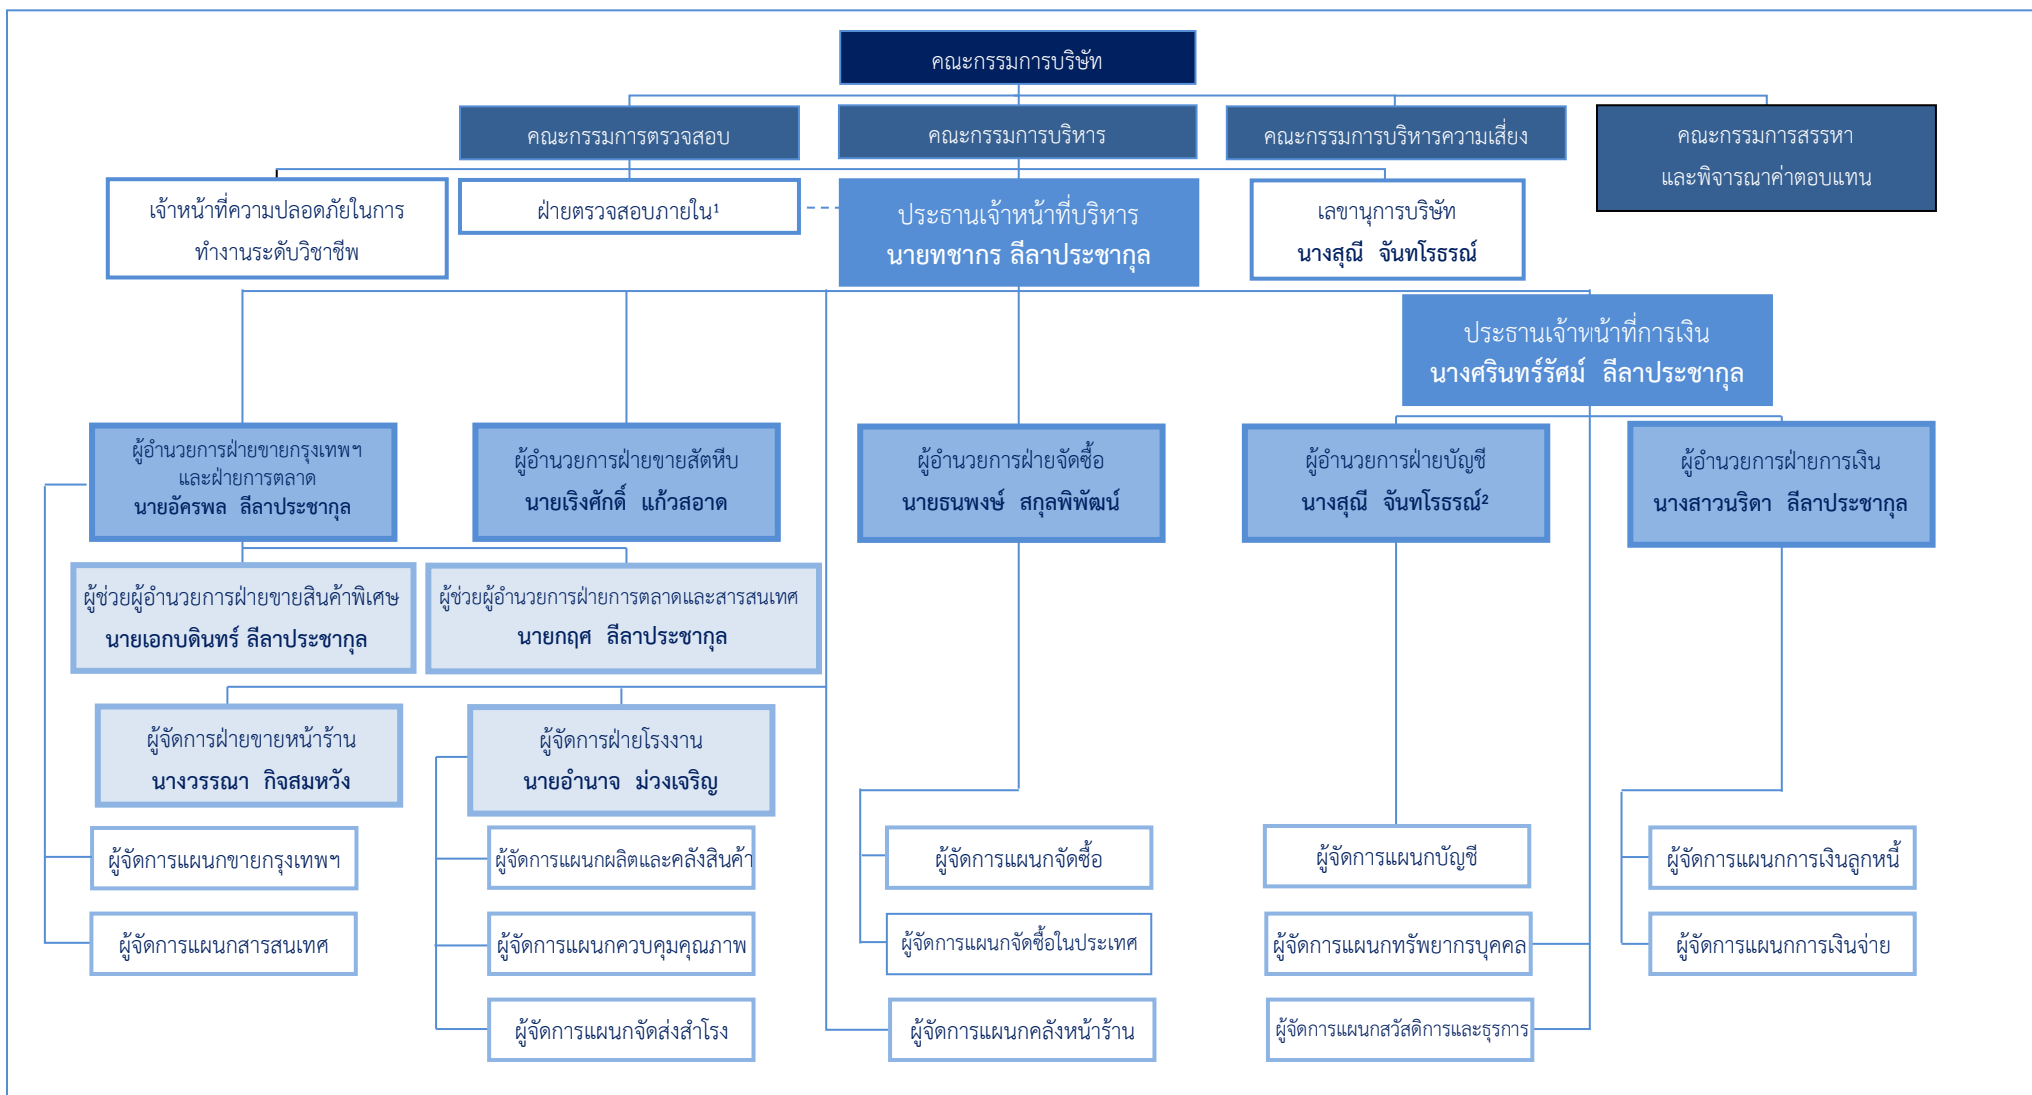 คณะกรรมการบริษัท
คณะกรรมการตรวจสอบ
คณะกรรมการบริหาร
คณะกรรมการบริหารความเสี่ยง
คณะกรรมการสรรหา
และพิจารณาค่าตอบแทน
เจ้าหน้าที่ความปลอดภัยในการ
ทำงานระดับวิชาชีพ
ฝ่ายตรวจสอบภายใน¹
ประธานเจ้าหน้าที่บริหาร
นายทชากร ลีลาประชากุล
เลขานุการบริษัท
นางสุณี จันทโรธรณ์
ประธานเจ้าหน้าที่การเงิน
นางศรินทร์รัศม์ ลีลาประชากุล
ผู้อำนวยการฝ่ายขายกรุงเทพฯ
และฝ่ายการตลาด
นายอัครพล ลีลาประชากุล
ผู้อำนวยการฝ่ายขายสัตหีบ
นายเริงศักดิ์ แก้วสอาด
ผู้อำนวยการฝ่ายจัดซื้อ
นายธนพงษ์ สกุลพิพัฒน์
ผู้อำนวยการฝ่ายบัญชี
นางสุณี จันทโรธรณ์²
ผู้อำนวยการฝ่ายการเงิน
นางสาวนริดา ลีลาประชากุล
ผู้ช่วยผู้อำนวยการฝ่ายขายสินค้าพิเศษ
นายเอกบดินทร์ ลีลาประชากุล
ผู้ช่วยผู้อำนวยการฝ่ายการตลาดและสารสนเทศ
นายกฤศ ลีลาประชากุล
ผู้จัดการฝ่ายขายหน้าร้าน
นางวรรณา กิจสมหวัง
ผู้จัดการฝ่ายโรงงาน
นายอำนาจ ม่วงเจริญ
ผู้จัดการแผนกขายกรุงเทพฯ
ผู้จัดการแผนกผลิตและคลังสินค้า
ผู้จัดการแผนกจัดซื้อ
ผู้จัดการแผนกบัญชี
ผู้จัดการแผนกการเงินลูกหนี้
ผู้จัดการแผนกสารสนเทศ
ผู้จัดการแผนกควบคุมคุณภาพ
ผู้จัดการแผนกจัดซื้อในประเทศ
ผู้จัดการแผนกทรัพยากรบุคคล
ผู้จัดการแผนกการเงินจ่าย
ผู้จัดการแผนกจัดส่งสำโรง
ผู้จัดการแผนกคลังหน้าร้าน
ผู้จัดการแผนกสวัสดิการและธุรการ